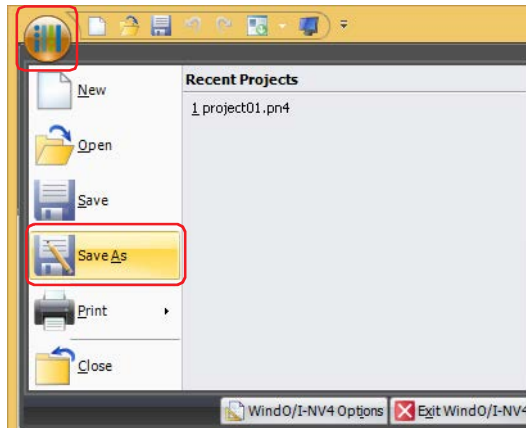 New
Open
Save
Save As
Print
Close
Recent Projects
1 project01.pn4
WindO/I-NV4 Options
Exit WindO/I-NV4